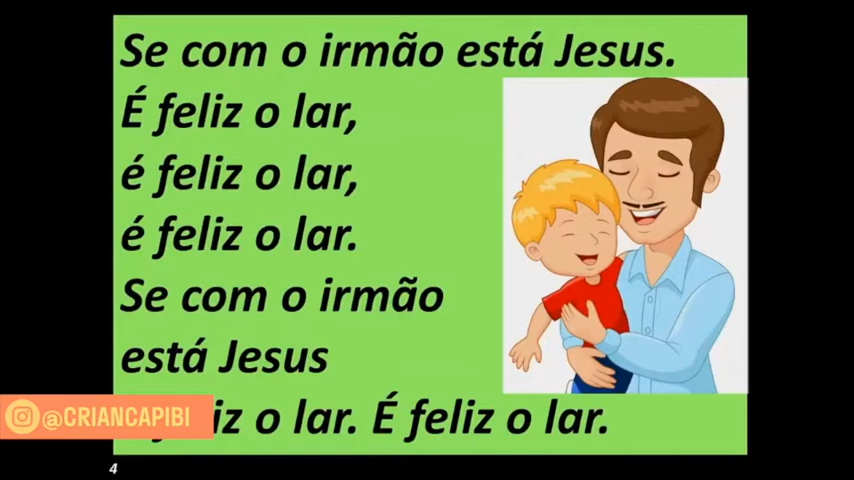 Se com o irmão está Jesus.
É feliz o lar,
é feliz o lar,
é feliz o lar.
Se com o irmão
está Jesus
o lar. É feliz o lar.
@CRIANCAPIBI
4